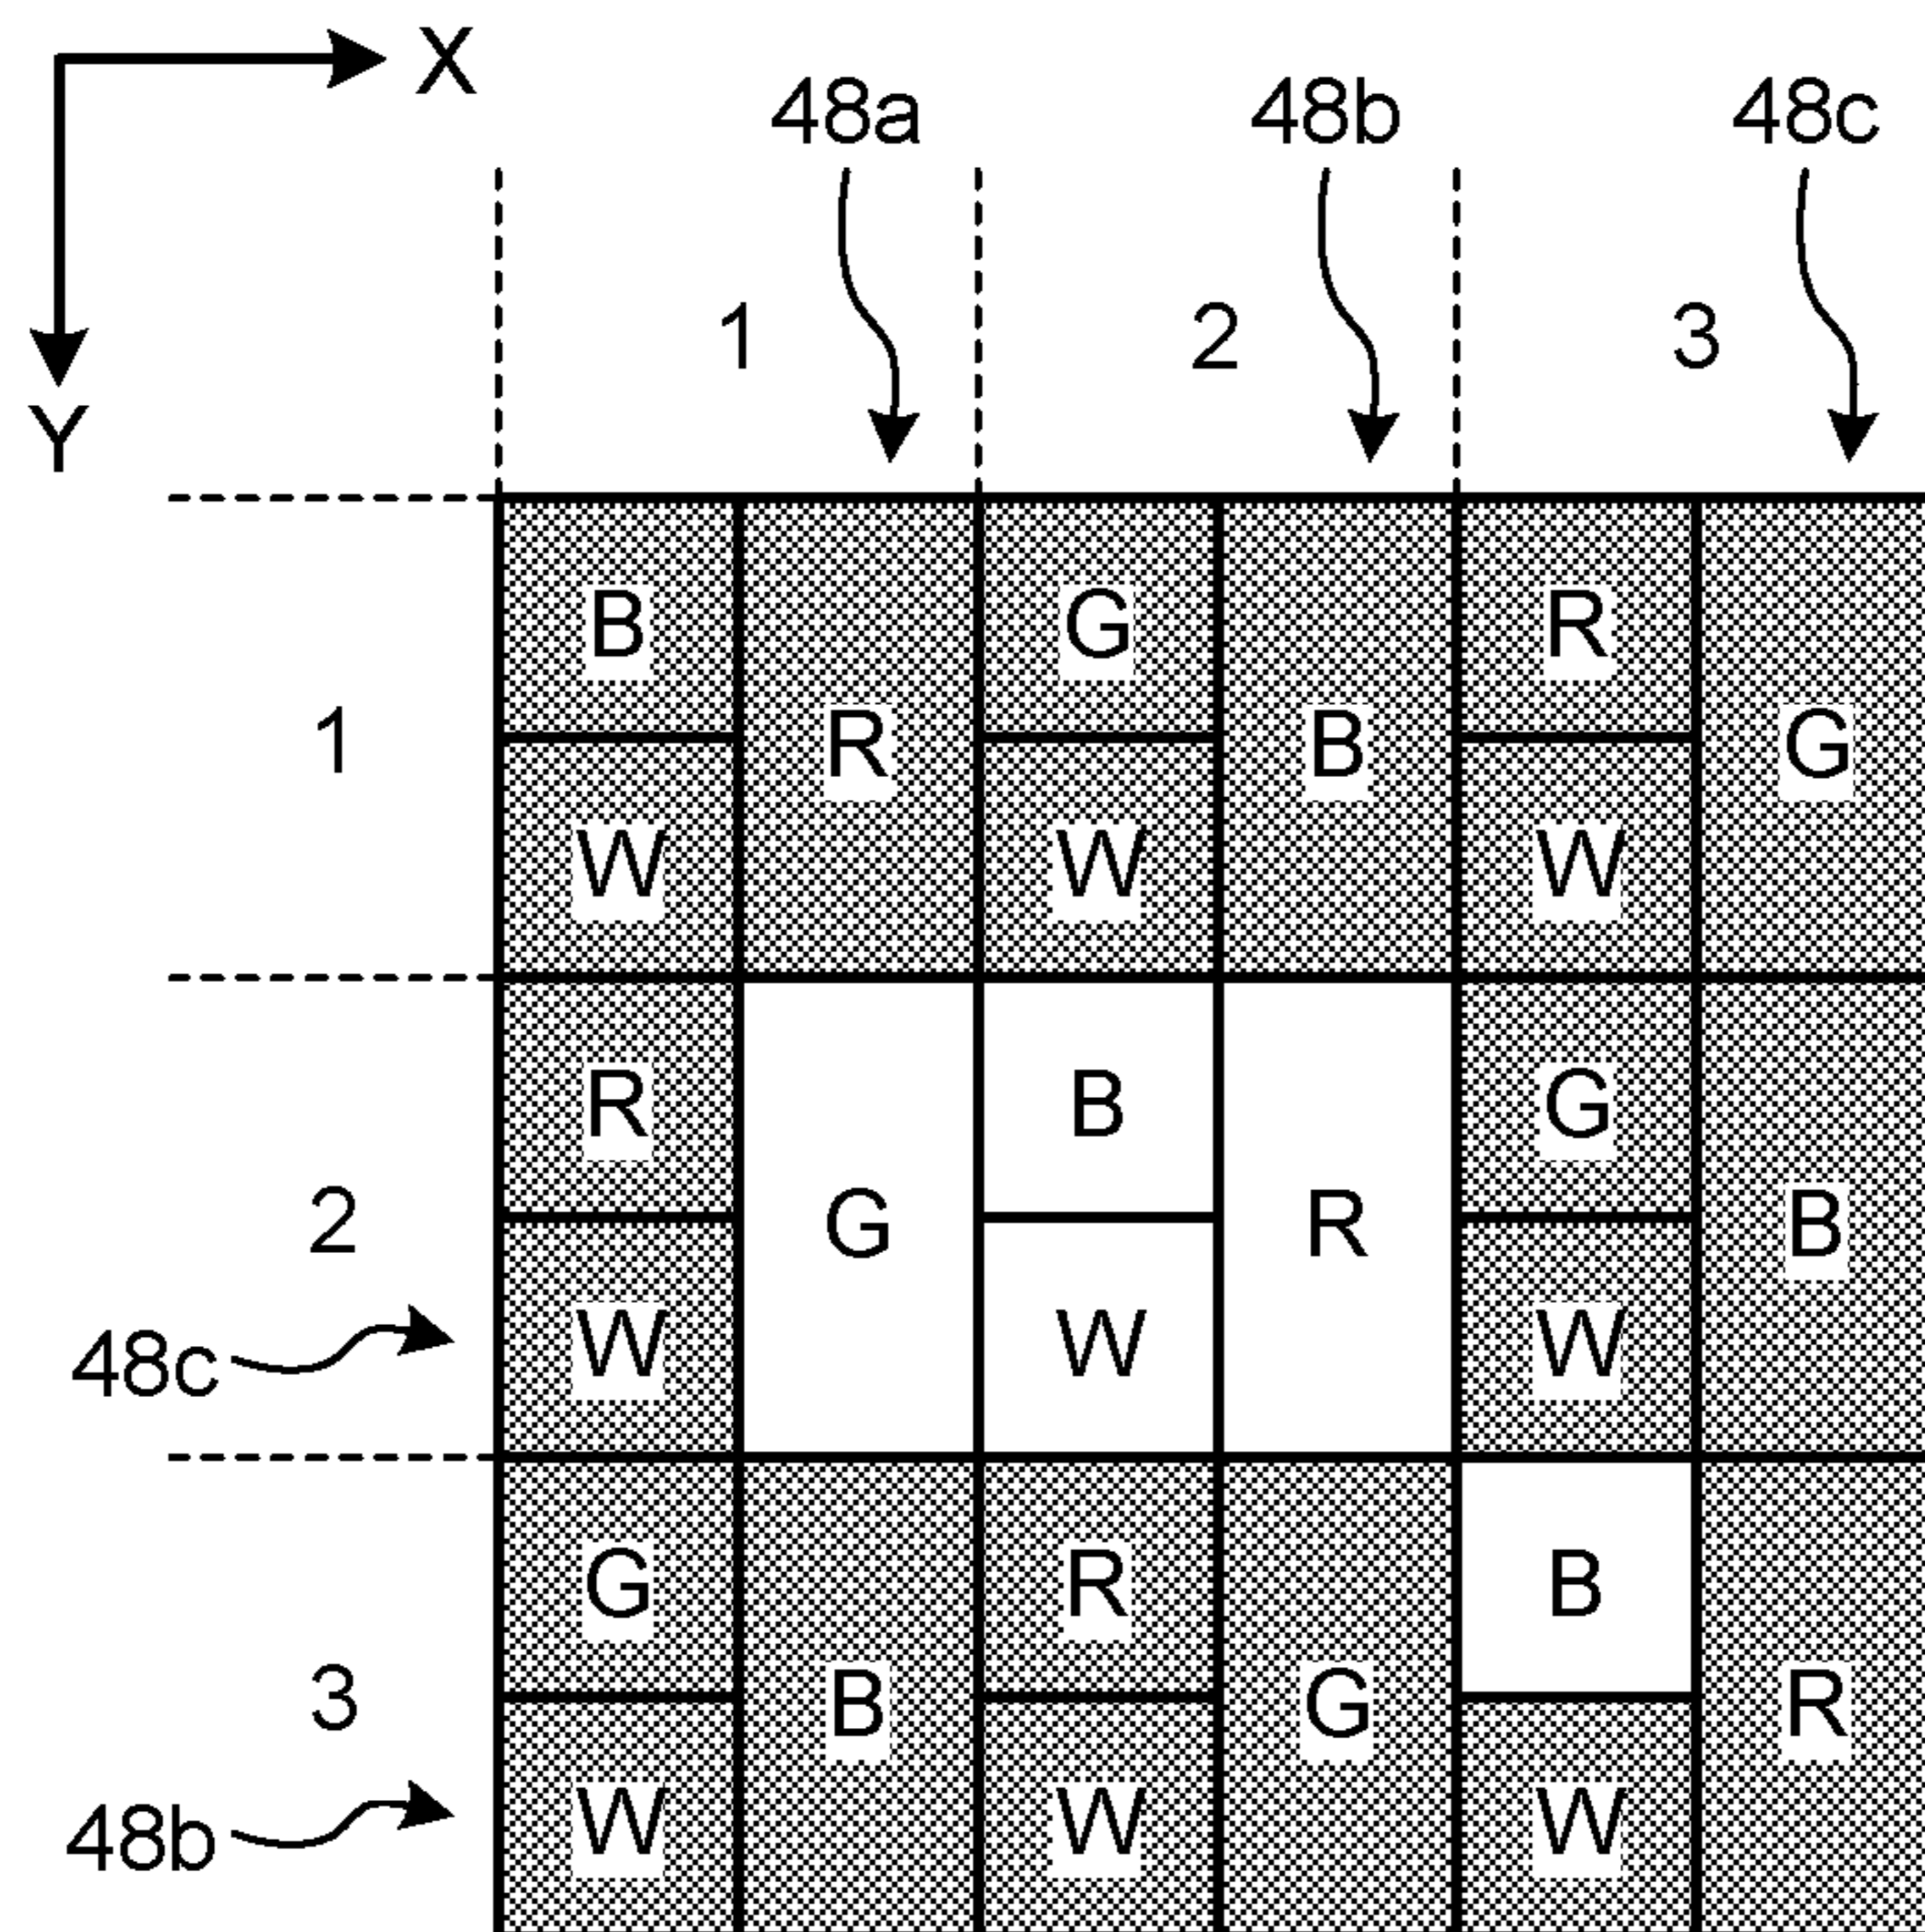 X
Y
48a 48b 48c
1 2 3
B G R
1 R B G
W W W
R B G
2 G R B
W W W
48c
G R B
3 B G R
W W W
48b